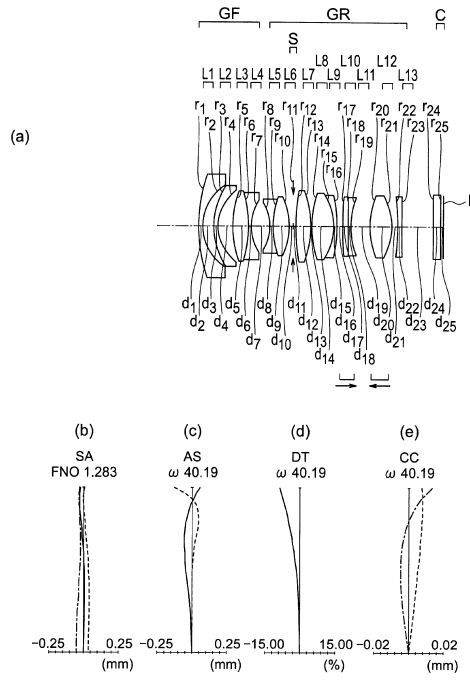 GF GR C
S
L8 L10 L12
L1 L2 L3 L4 L5 L6 L7 L9 L11 L13
(a)
r1 r3 r5 r8 r11 r12 r17 r20 r22 r24
r2 r4 r6 r9 r13 r18 r21 r23 r25
r7 r10 r14 r19
r15
r16
I
d1 d3 d5 d8 d11 d15 d19 d22 d24
d2 d4 d6 d9 d12 d16 d20 d23 d25
d7 d10 d13 d17 d21
d14 d18
(b) (c) (d) (e)
SA AS DT CC
FNO 1.283 ω 40.19 ω 40.19 ω 40.19
−0.25 0.25 −0.25 0.25 −15.00 15.00 −0.02 0.02
(mm) (mm) (%) (mm)